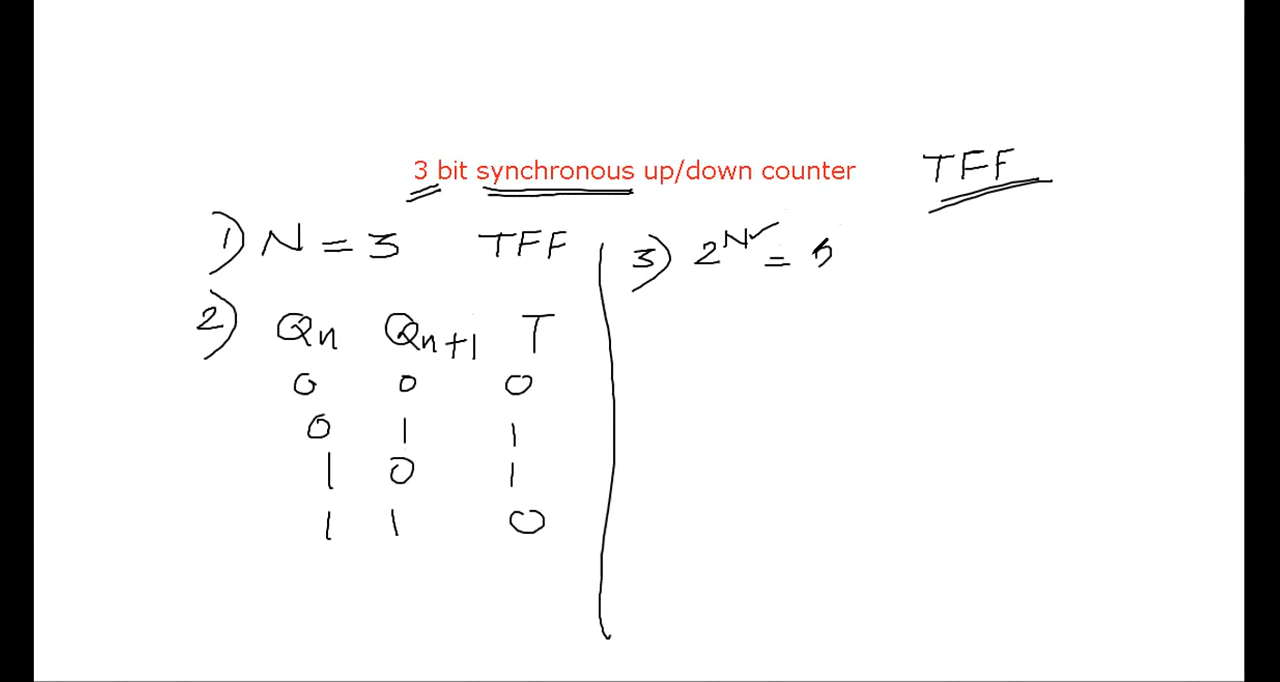 3 bit synchronous up/down counter TFF
1) N = 3 TFF
2) Qn Qn+1 T
0 0 0
0 1 1
1 0 1
1 1 0
3) 2^N =